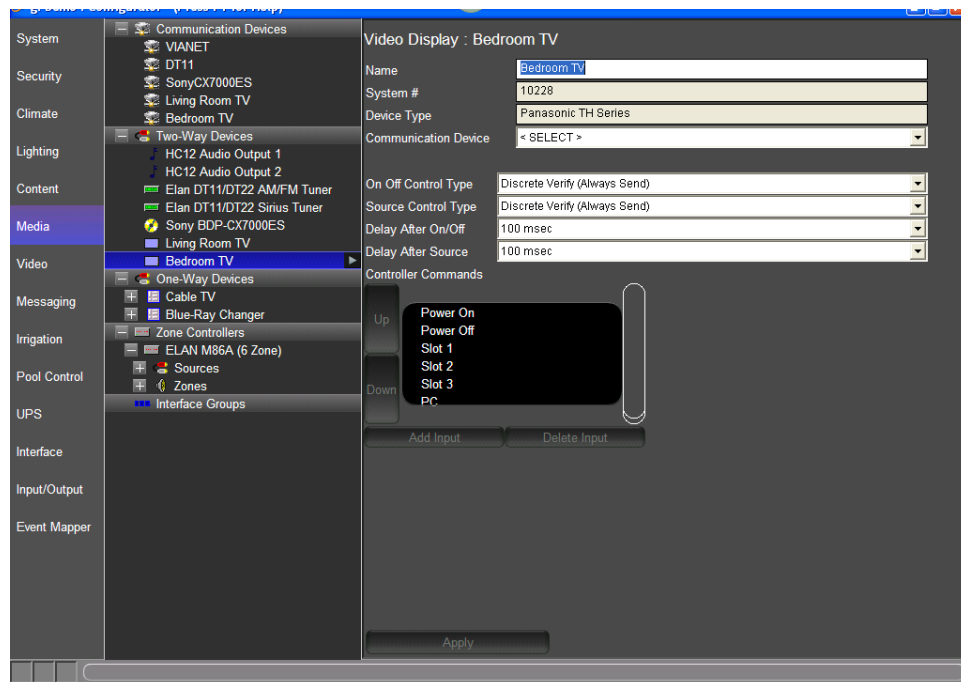 System
Security
Climate
Lighting
Content
Media
Video
Messaging
Irrigation
Pool Control
UPS
Interface
Input/Output
Event Mapper
Communication Devices
VIANET
DT11
SonyCX7000ES
Living Room TV
Bedroom TV
Two-Way Devices
HC12 Audio Output 1
HC12 Audio Output 2
Elan DT11/DT22 AM/FM Tuner
Elan DT11/DT22 Sirius Tuner
Sony BDP-CX7000ES
Living Room TV
Bedroom TV
One-Way Devices
Cable TV
Blue-Ray Changer
Zone Controllers
ELAN M86A (6 Zone)
Sources
Zones
Interface Groups
Video Display : Bedroom TV
Name Bedroom TV
System # 10228
Device Type Panasonic TH Series
Communication Device < SELECT >
On Off Control Type Discrete Verify (Always Send)
Source Control Type Discrete Verify (Always Send)
Delay After On/Off 100 msec
Delay After Source 100 msec
Controller Commands
Up
Down
Power On
Power Off
Slot 1
Slot 2
Slot 3
PC
Add Input Delete Input
Apply